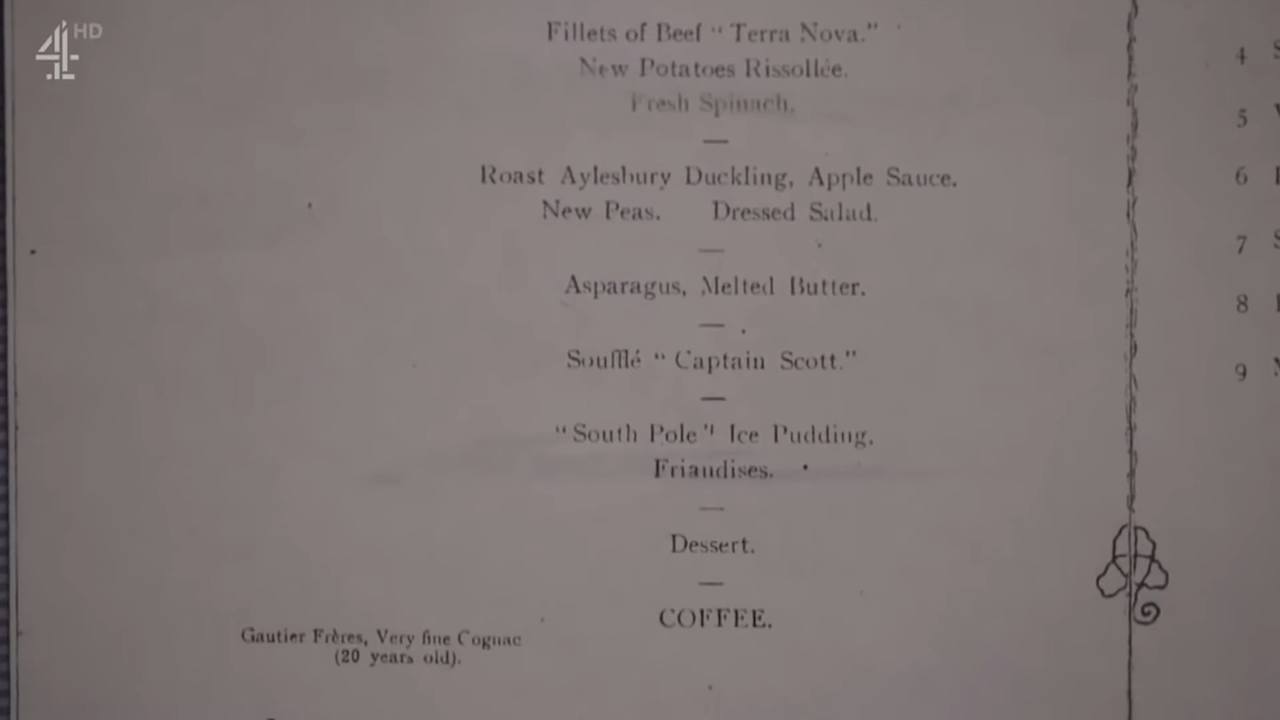 4 HD
Fillets of Beef “ Terra Nova.”
New Potatoes Rissollée.
Fresh Spinach.
Roast Aylesbury Duckling, Apple Sauce.
New Peas. Dressed Salad.
Asparagus, Melted Butter.
Soufflé “ Captain Scott.”
“ South Pole ” Ice Pudding.
Friandises.
Dessert.
COFFEE.
Gautier Frères, Very fine Cognac
(20 years old).
4
5
6
7
8
9